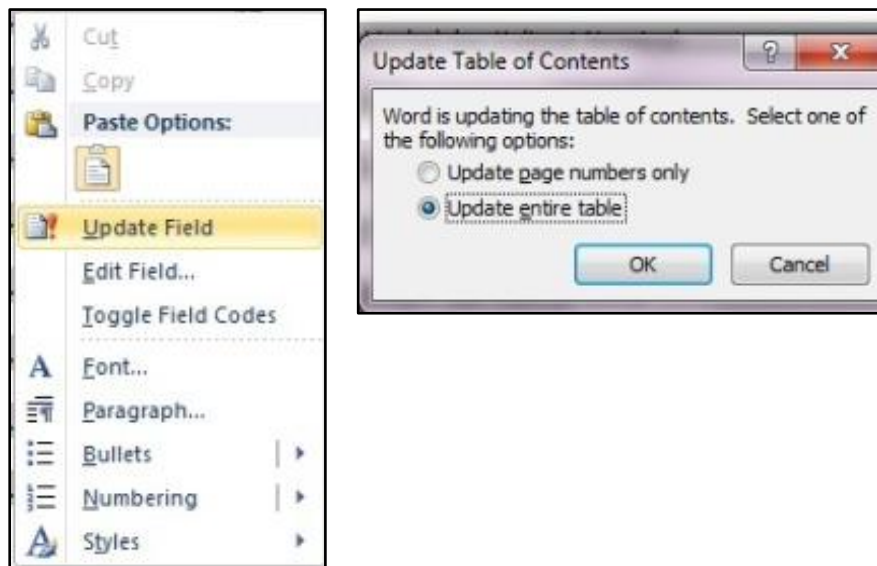 Cut
Copy
Paste Options:
Update Field
Edit Field...
Toggle Field Codes
Font...
Paragraph...
Bullets
Numbering
Styles
Update Table of Contents
Word is updating the table of contents. Select one of
the following options:
Update page numbers only
Update entire table
OK
Cancel